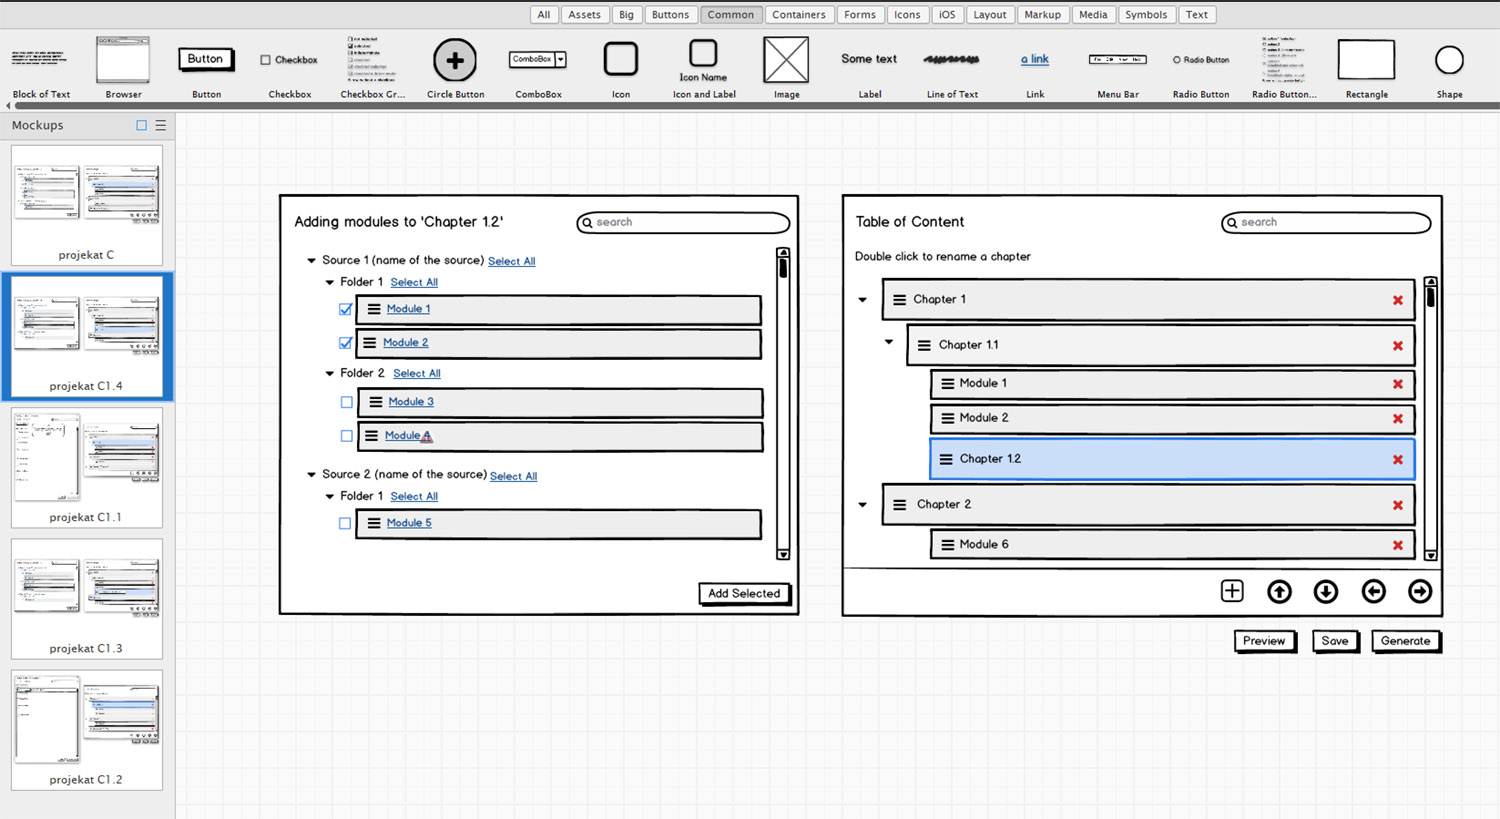 All Assets Big Buttons Common Containers Forms Icons iOS Layout Markup Media Symbols Text
Button
Checkbox
ComboBox
Icon Name
Some text
a link
Radio Button
Block of Text Browser Button Checkbox Checkbox Gr... Circle Button ComboBox Icon Icon and Label Image Label Line of Text Link Menu Bar Radio Button Radio Button... Rectangle Shape
Mockups
projekat C
projekat C1.4
projekat C1.1
projekat C1.3
projekat C1.2
Adding modules to 'Chapter 1.2'
search
Source 1 (name of the source) Select All
Folder 1 Select All
Module 1
Module 2
Folder 2 Select All
Module 3
Module 4
Source 2 (name of the source) Select All
Folder 1 Select All
Module 5
Add Selected
Table of Content
search
Double click to rename a chapter
Chapter 1
Chapter 1.1
Module 1
Module 2
Chapter 1.2
Chapter 2
Module 6
Preview Save Generate